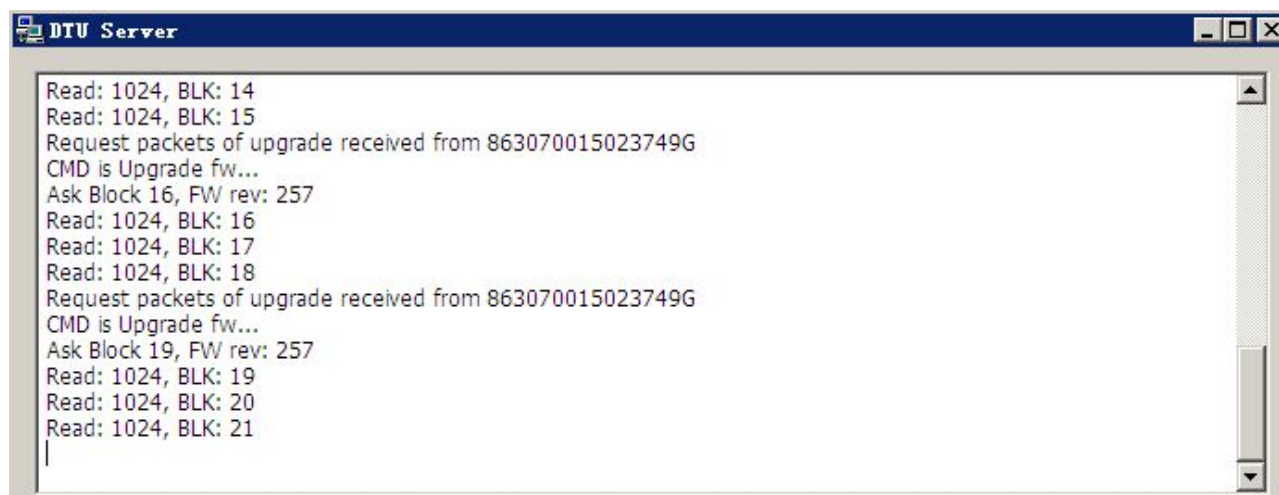 DTU Server
Read: 1024, BLK: 14
Read: 1024, BLK: 15
Request packets of upgrade received from 863070015023749G
CMD is Upgrade fw...
Ask Block 16, FW rev: 257
Read: 1024, BLK: 16
Read: 1024, BLK: 17
Read: 1024, BLK: 18
Request packets of upgrade received from 863070015023749G
CMD is Upgrade fw...
Ask Block 19, FW rev: 257
Read: 1024, BLK: 19
Read: 1024, BLK: 20
Read: 1024, BLK: 21